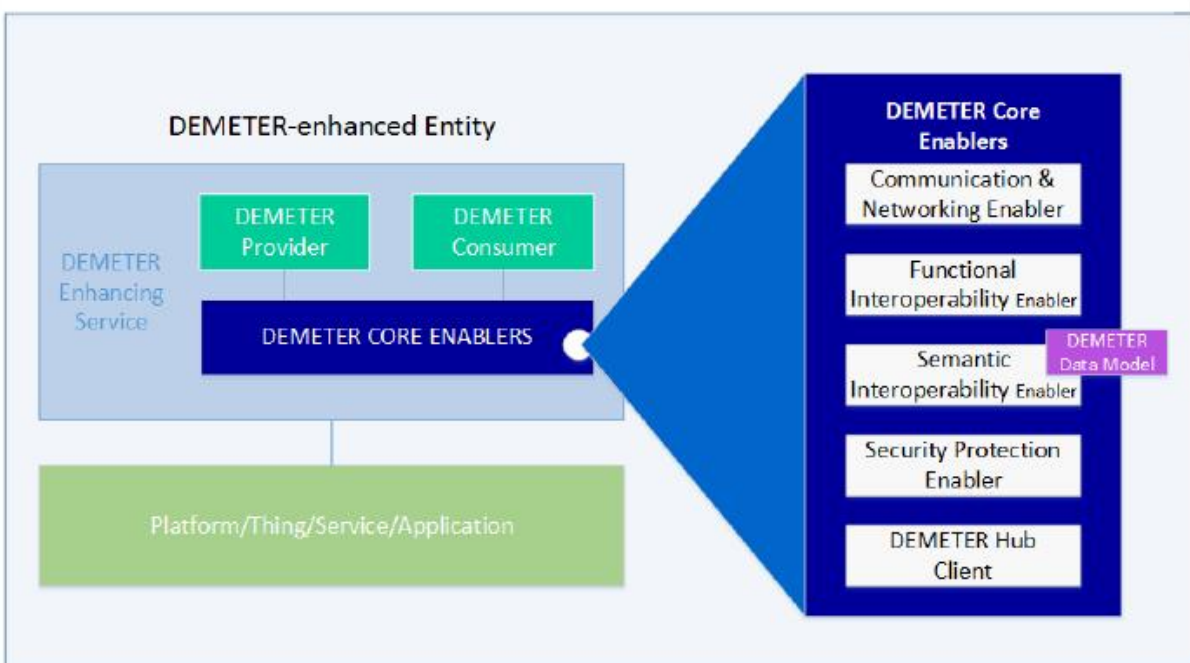 DEMETER-enhanced Entity
DEMETER
Provider
DEMETER
Consumer
DEMETER
Enhancing
Service
DEMETER CORE ENABLERS
Platform/Thing/Service/Application
DEMETER Core
Enablers
Communication &
Networking Enabler
Functional
Interoperability Enabler
DEMETER
Data Model
Semantic
Interoperability Enabler
Security Protection
Enabler
DEMETER Hub
Client